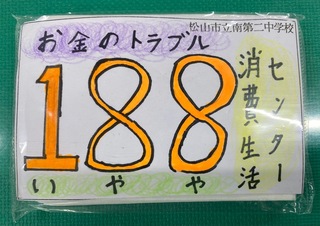 松山市立南第二中学校
お金のトラブル
188
いやや
消費生活
センター